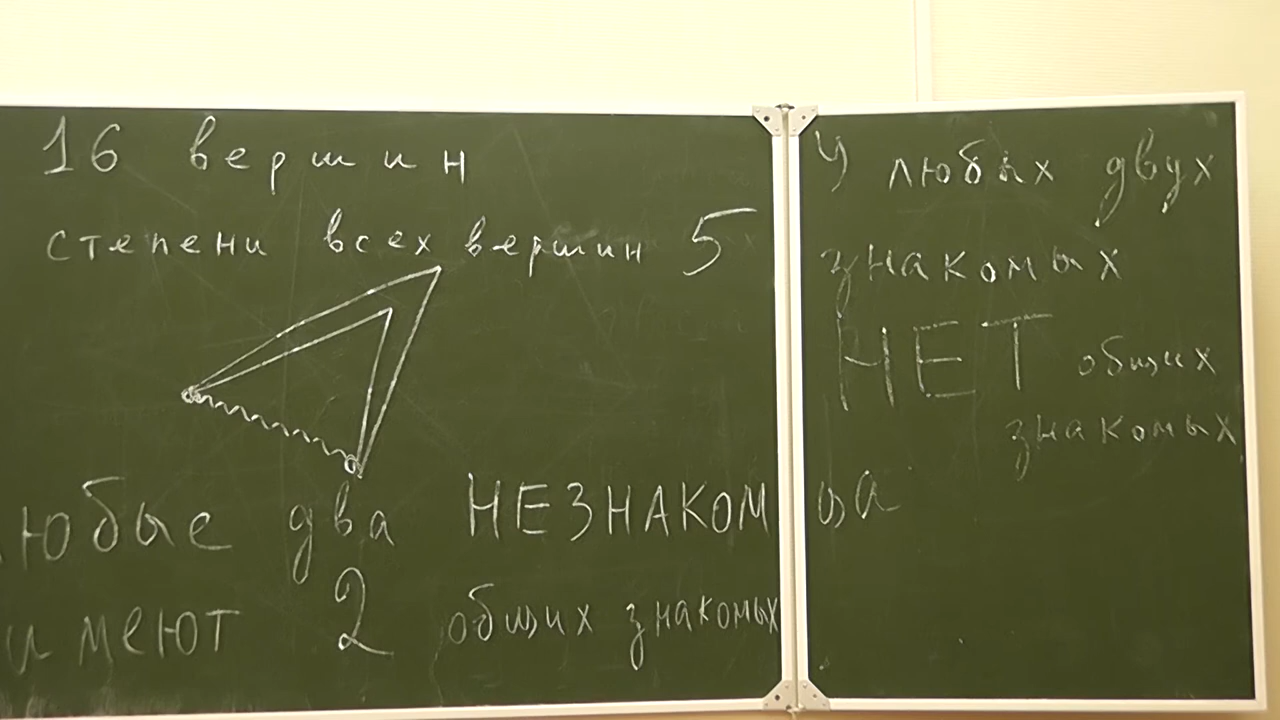 16 вершин
степени всех вершин 5
любые два НЕЗНАКОМца
имеют 2 общих знакомых
У любых двух
знакомых
НЕТ общих
знакомых